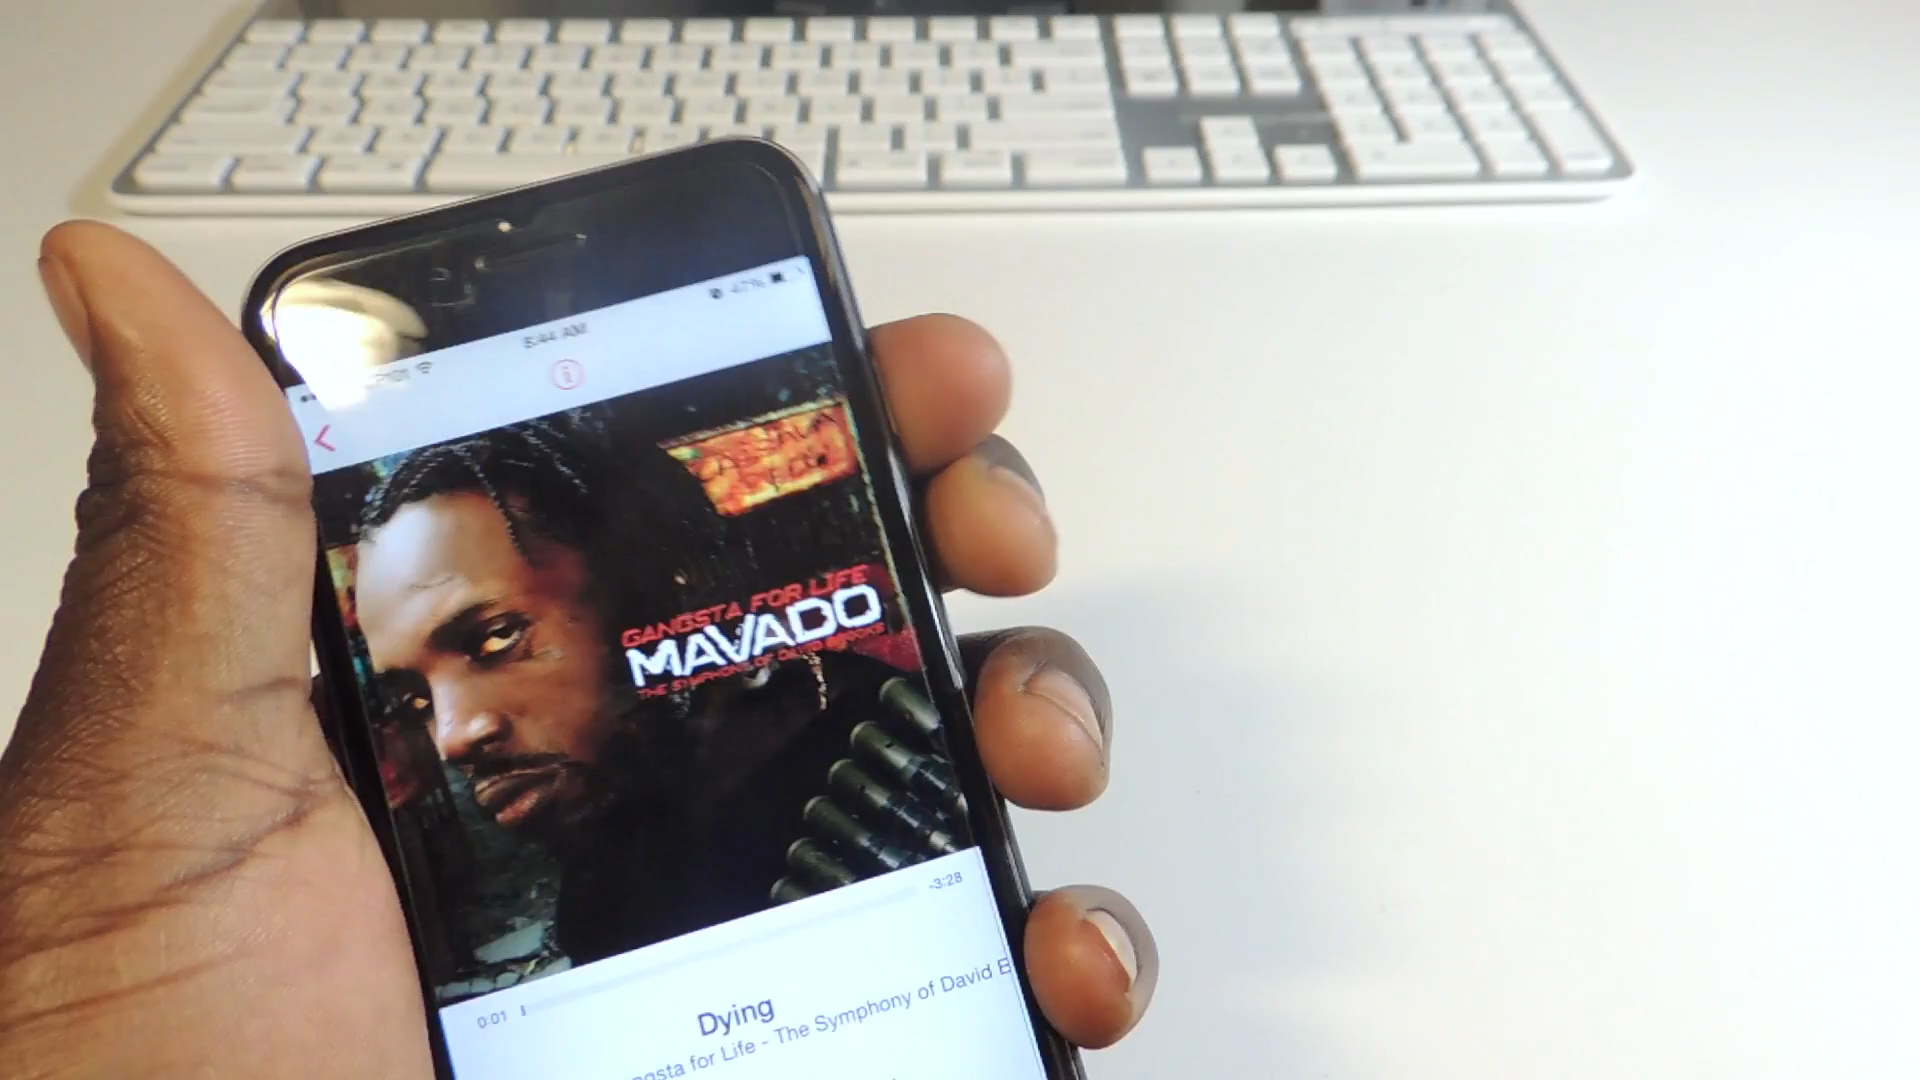 8:44 AM
47%
GANGSTA FOR LIFE
MAVADO
THE SYMPHONY OF DAVID BROOKS
0:01
-3:28
Dying
ngsta for Life - The Symphony of David B